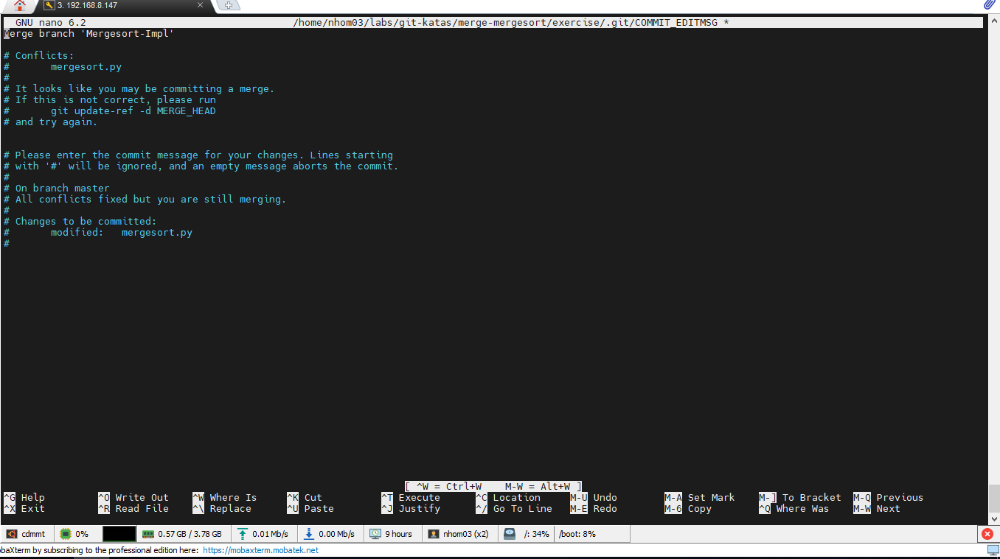 3. 192.168.8.147
GNU nano 6.2 /home/nhom03/labs/git-katas/merge-mergesort/exercise/.git/COMMIT_EDITMSG *
Merge branch 'Mergesort-Impl'
# Conflicts:
#       mergesort.py
#
# It looks like you may be committing a merge.
# If this is not correct, please run
#       git update-ref -d MERGE_HEAD
# and try again.
# Please enter the commit message for your changes. Lines starting
# with '#' will be ignored, and an empty message aborts the commit.
#
# On branch master
# All conflicts fixed but you are still merging.
#
# Changes to be committed:
#       modified:   mergesort.py
#
[ ^W = Ctrl+W    M-W = Alt+W ]
^G Help ^O Write Out ^W Where Is ^K Cut ^T Execute ^C Location M-U Undo M-A Set Mark M-] To Bracket M-Q Previous
^X Exit ^R Read File ^\ Replace ^U Paste ^J Justify ^/ Go To Line M-E Redo M-6 Copy ^Q Where Was M-W Next
cdmmt 0% 0.57 GB / 3.78 GB 0.01 Mb/s 0.00 Mb/s 9 hours nhom03 (x2) /: 34% /boot: 8%
obaXterm by subscribing to the professional edition here: https://mobaxterm.mobatek.net